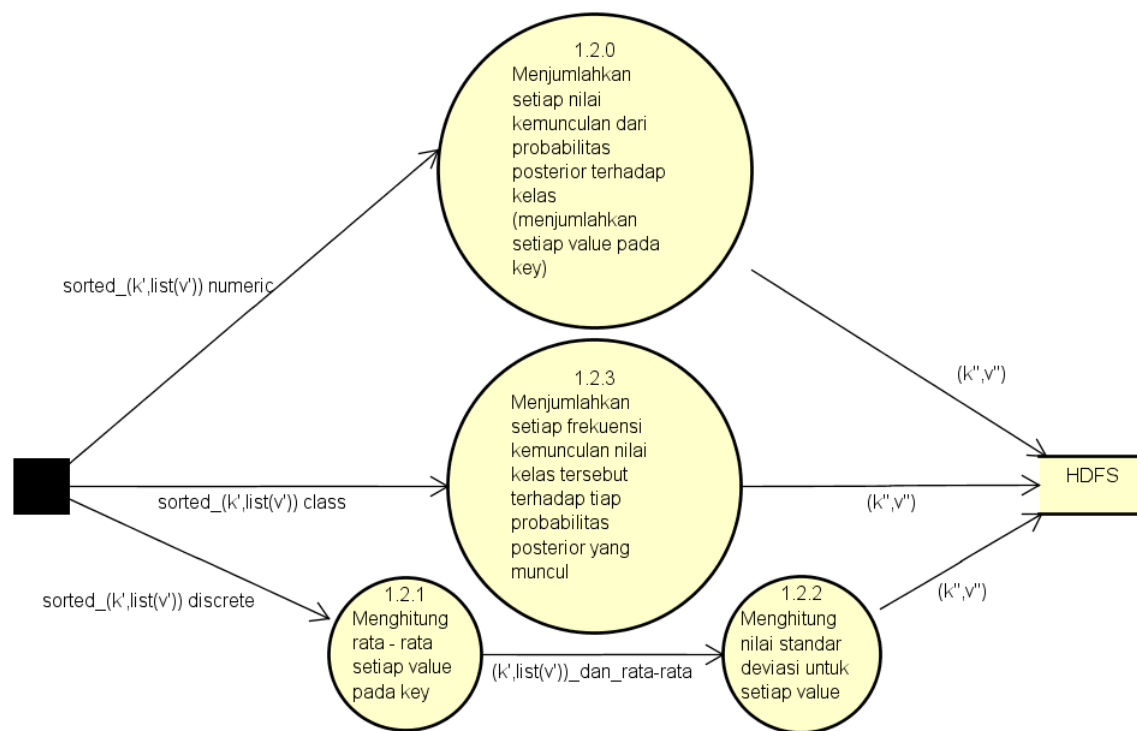 1.2.0
Menjumlahkan
setiap nilai
kemunculan dari
probabilitas
posterior terhadap
kelas
(menjumlahkan
setiap value pada
key)
sorted_(k',list(v')) numeric
(k'',v'')
1.2.3
Menjumlahkan
setiap frekuensi
kemunculan nilai
kelas tersebut
terhadap tiap
probabilitas
posterior yang
muncul
sorted_(k',list(v')) class
(k'',v'')
HDFS
sorted_(k',list(v')) discrete
1.2.1
Menghitung
rata - rata
setiap value
pada key
(k',list(v'))_dan_rata-rata
1.2.2
Menghitung
nilai standar
deviasi untuk
setiap value
(k'',v'')